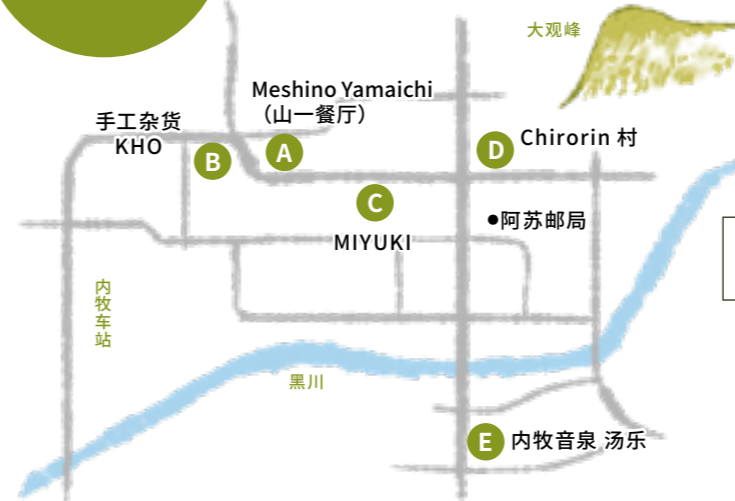 大观峰
Meshino Yamaichi
（山一餐厅）
手工杂货
KHO
B
A
D
Chirorin 村
C
阿苏邮局
MIYUKI
内牧车站
黑川
E
内牧音泉 汤乐